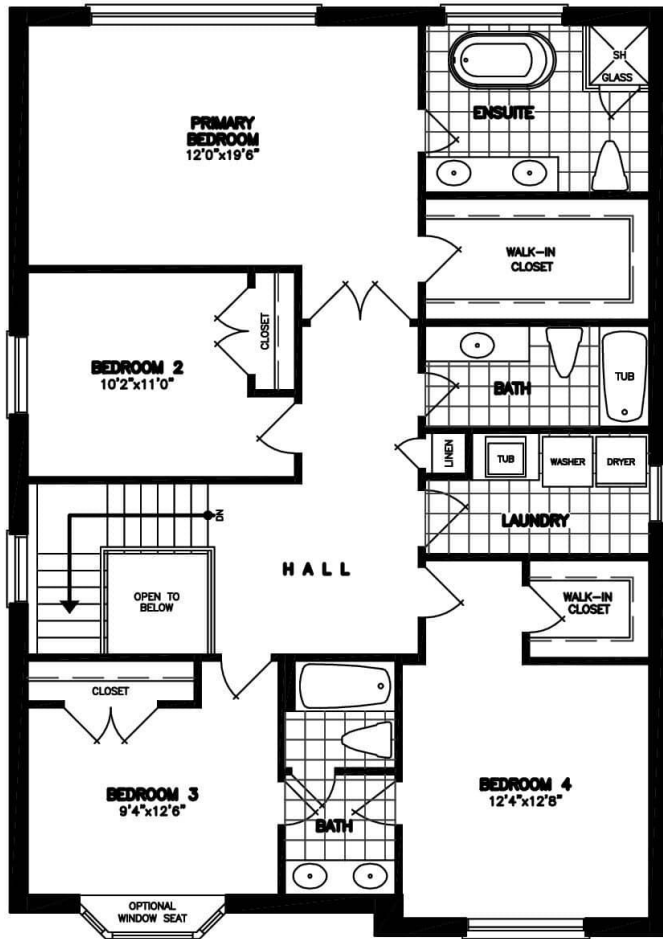 SH
GLASS
ENSUITE
PRIMARY
BEDROOM
12'0"x19'6"
WALK-IN
CLOSET
CLOSET
BEDROOM 2
10'2"x11'0"
BATH
TUB
LINEN
TUB
WASHER
DRYER
LAUNDRY
DN
HALL
OPEN TO
BELOW
WALK-IN
CLOSET
CLOSET
BEDROOM 3
9'4"x12'6"
BATH
BEDROOM 4
12'4"x12'8"
OPTIONAL
WINDOW SEAT